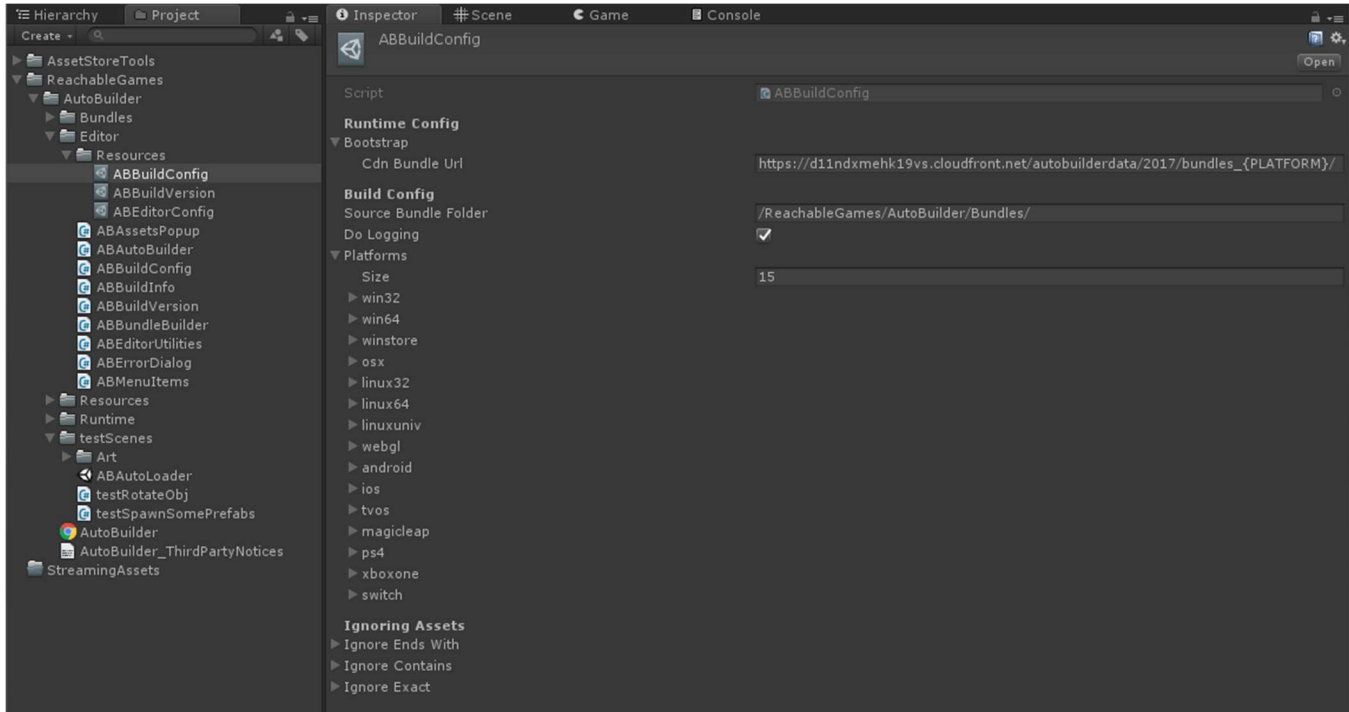 Hierarchy
Project
Create
AssetStoreTools
ReachableGames
AutoBuilder
Bundles
Editor
Resources
ABBuildConfig
ABBuildVersion
ABEditorConfig
ABAssetsPopup
ABAutoBuilder
ABBuildConfig
ABBuildInfo
ABBuildVersion
ABBundleBuilder
ABEditorUtilities
ABErrorDialog
ABMenuItems
Resources
Runtime
testScenes
Art
ABAutoLoader
testRotateObj
testSpawnSomePrefabs
AutoBuilder
AutoBuilder_ThirdPartyNotices
StreamingAssets
Inspector
Scene
Game
Console
ABBuildConfig
Open
Script ABBuildConfig
Runtime Config
Bootstrap
Cdn Bundle Url https://d11ndxmehk19vs.cloudfront.net/autobuilderdata/2017/bundles_{PLATFORM}/
Build Config
Source Bundle Folder /ReachableGames/AutoBuilder/Bundles/
Do Logging
Platforms
Size 15
win32
win64
winstore
osx
linux32
linux64
linuxuniv
webgl
android
ios
tvos
magicleap
ps4
xboxone
switch
Ignoring Assets
Ignore Ends With
Ignore Contains
Ignore Exact